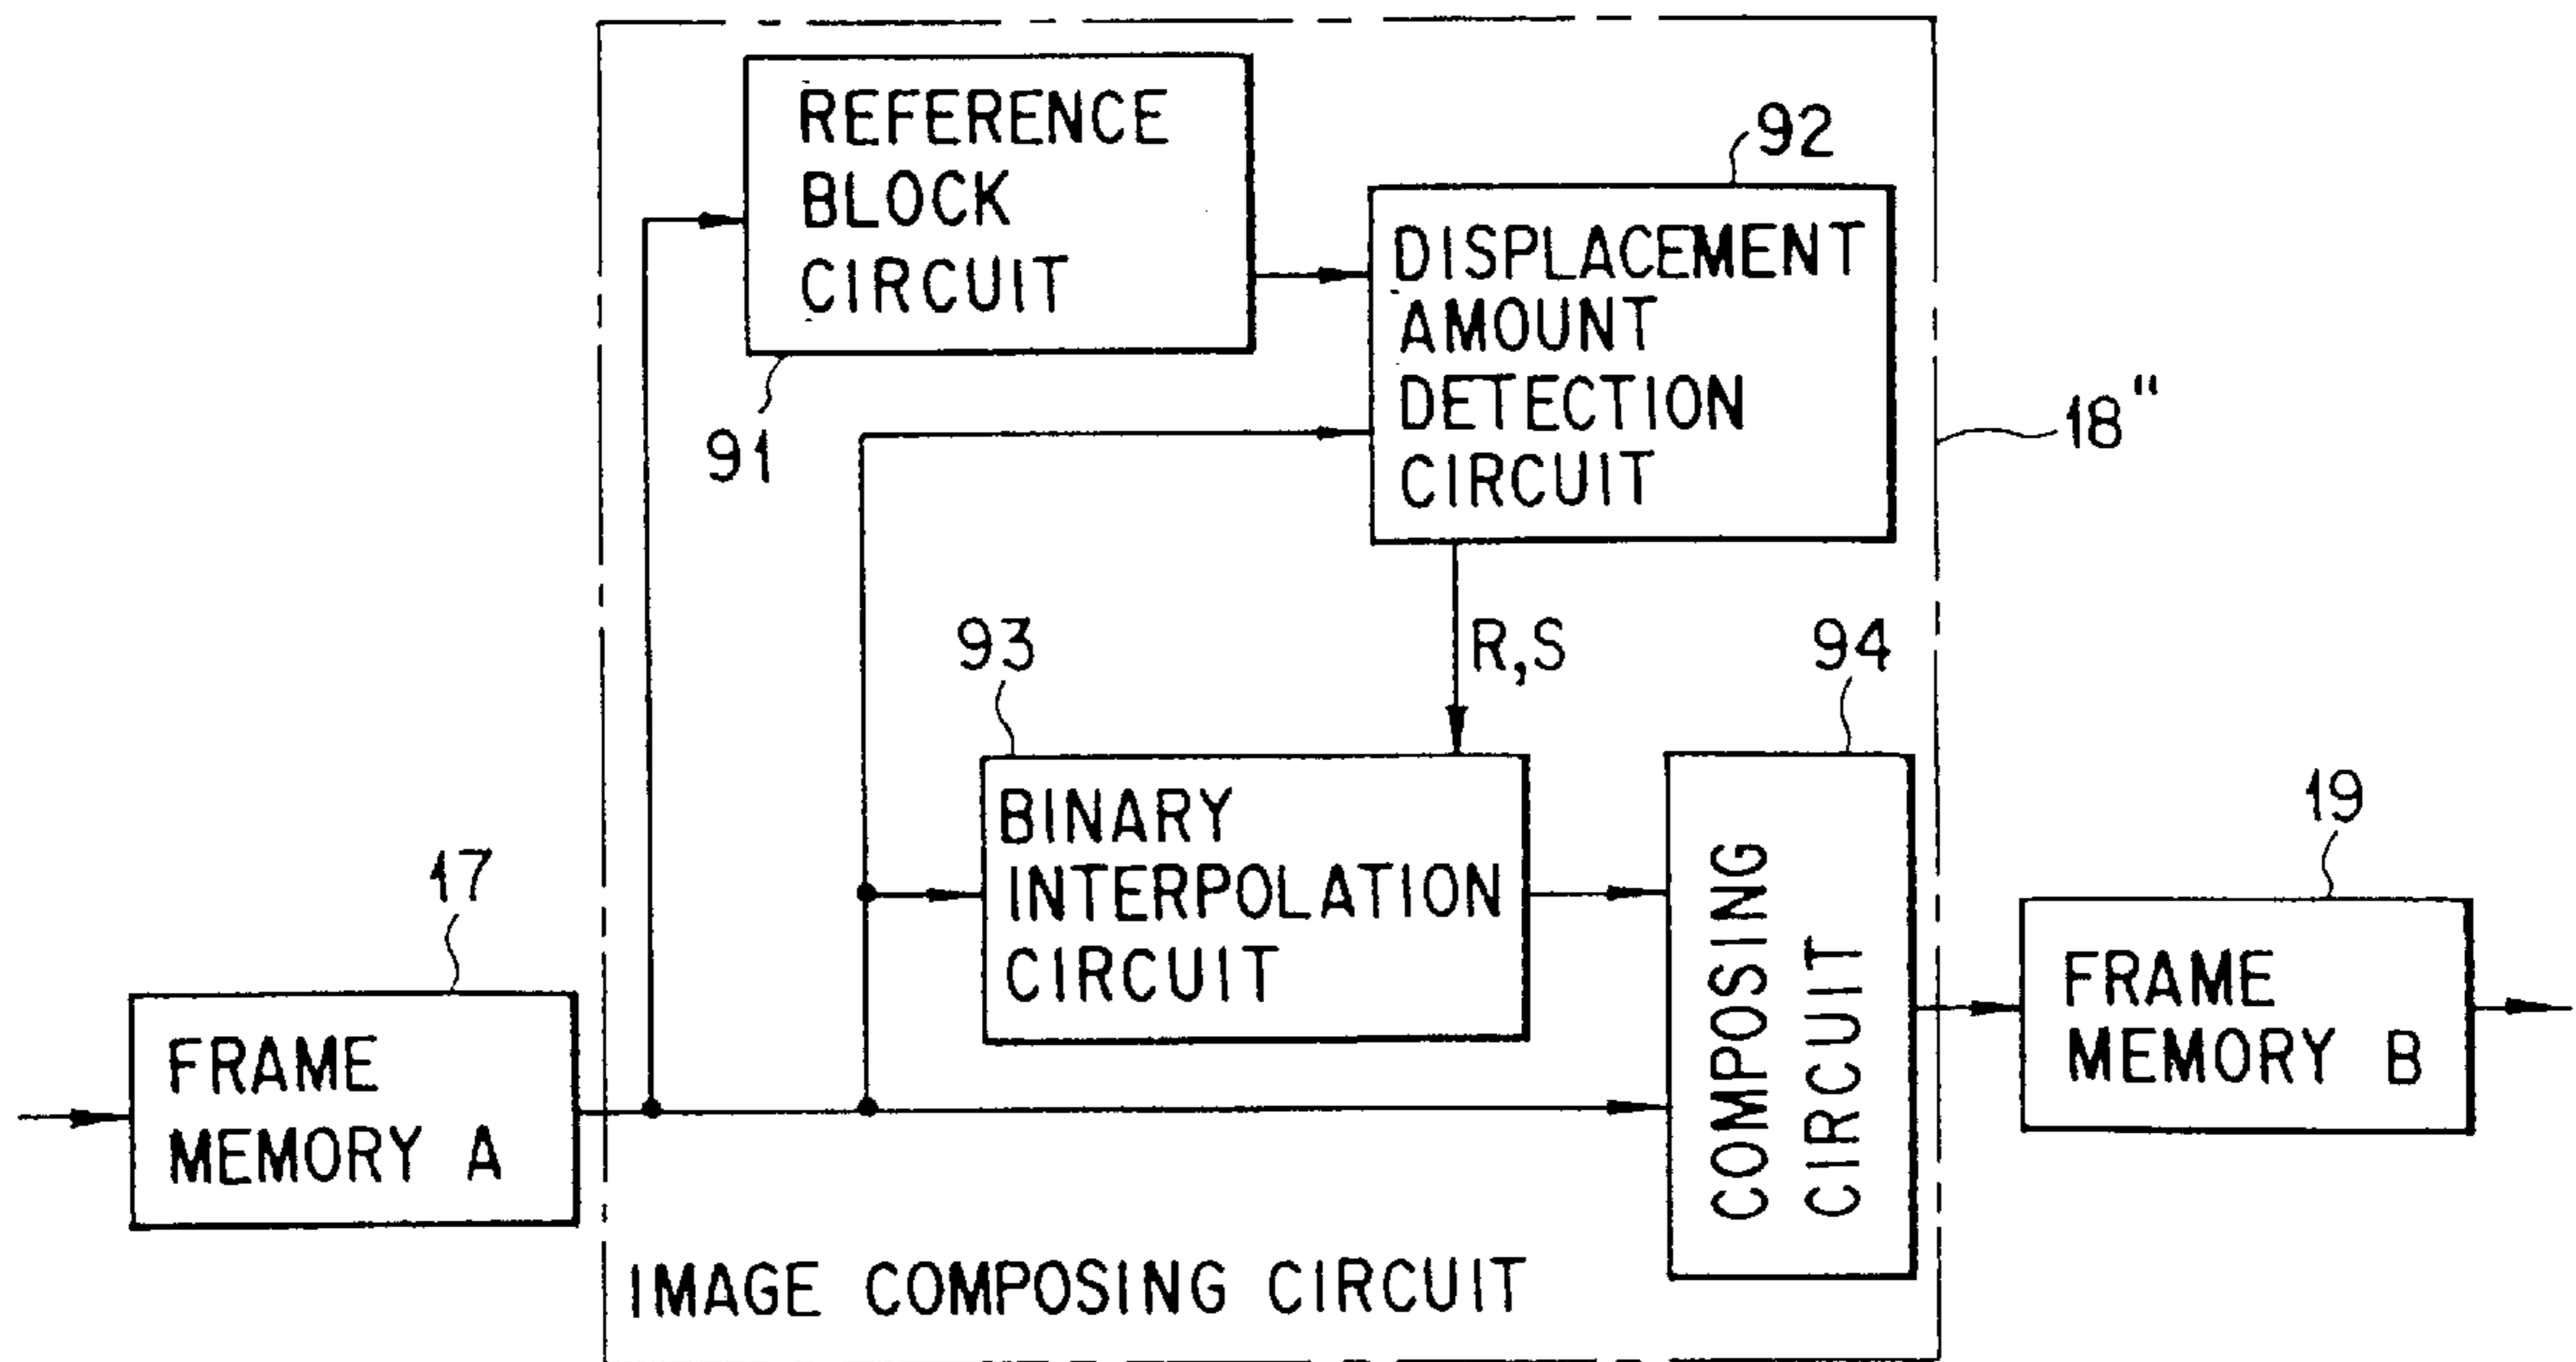 REFERENCE
BLOCK
CIRCUIT
91
92
DISPLACEMENT
AMOUNT
DETECTION
CIRCUIT
18"
R,S
93
BINARY
INTERPOLATION
CIRCUIT
94
COMPOSING
CIRCUIT
17
FRAME
MEMORY A
19
FRAME
MEMORY B
IMAGE COMPOSING CIRCUIT